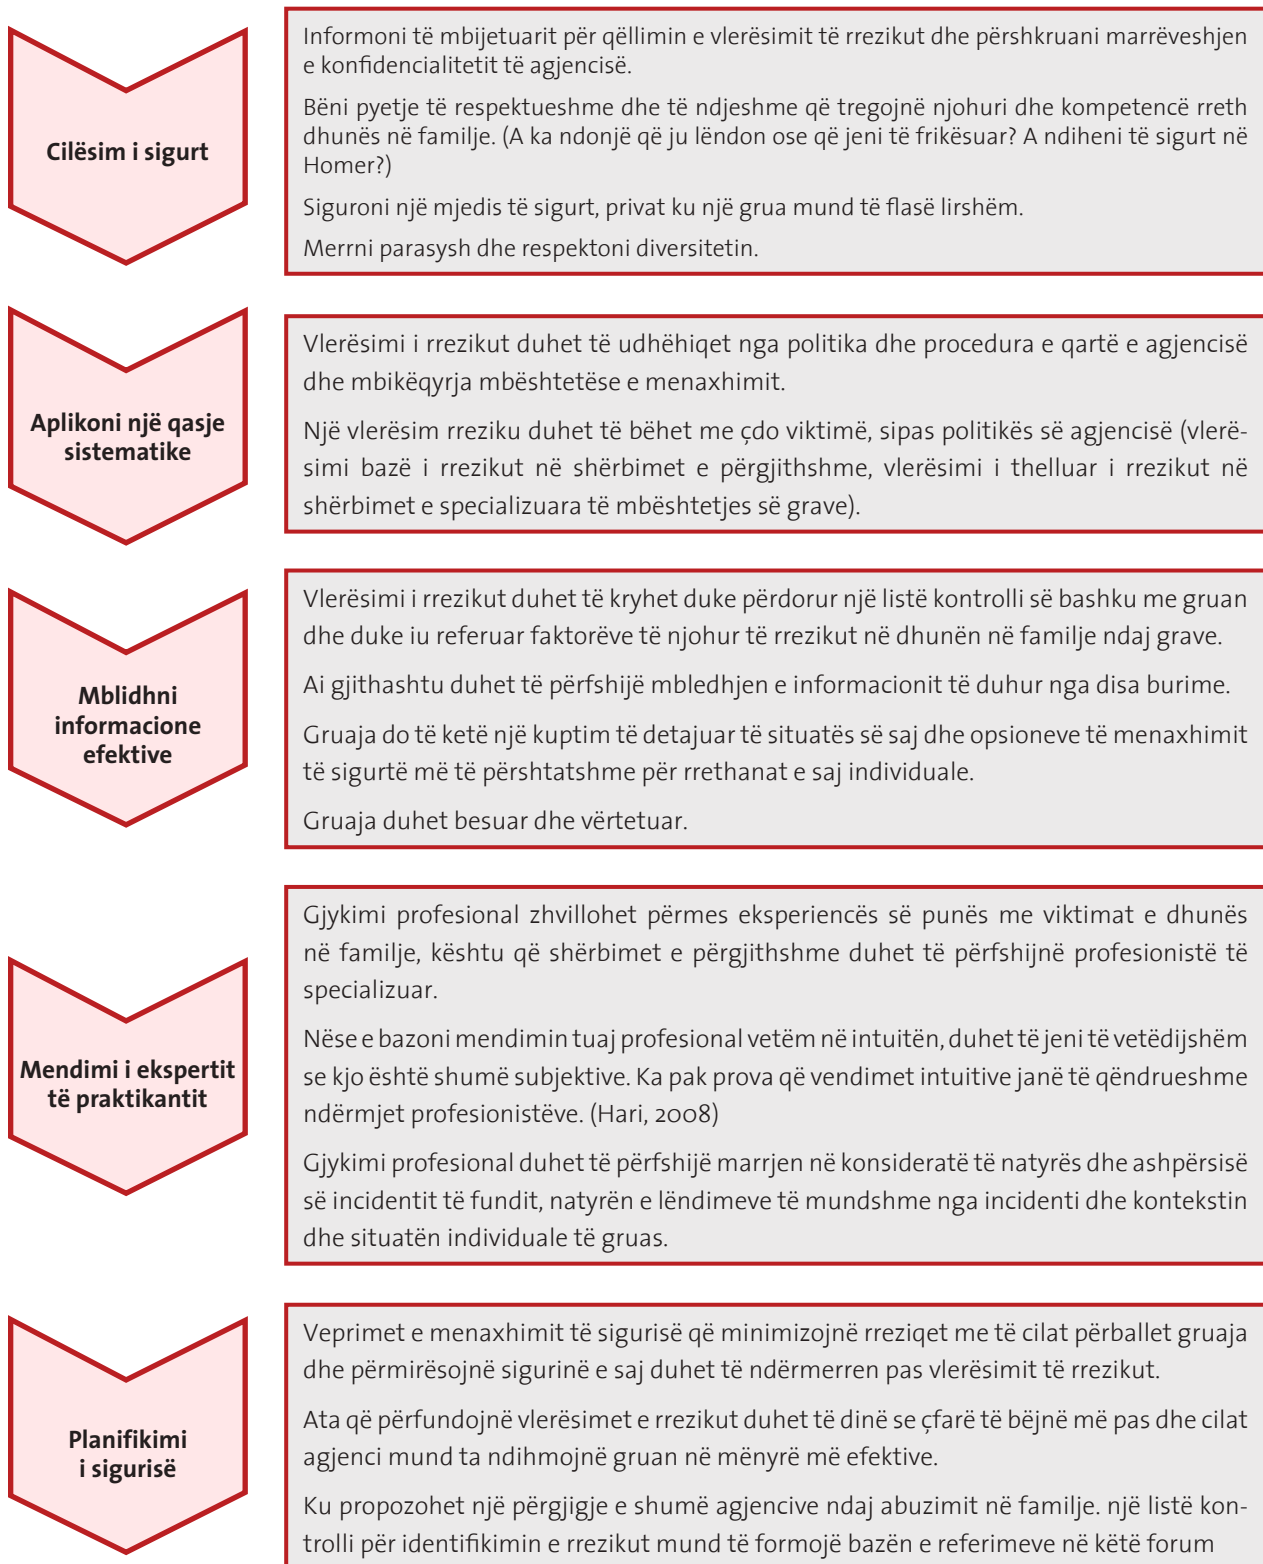 Cilësim i sigurt
Informoni të mbijetuarit për qëllimin e vlerësimit të rrezikut dhe përshkruani marrëveshjen
e konfidencialitetit të agjencisë.
Bëni pyetje të respektueshme dhe të ndjeshme që tregojnë njohuri dhe kompetencë rreth
dhunës në familje. (A ka ndonjë që ju lëndon ose që jeni të frikësuar? A ndiheni të sigurt në
Homer?)
Siguroni një mjedis të sigurt, privat ku një grua mund të flasë lirshëm.
Merrni parasysh dhe respektoni diversitetin.
Aplikoni një qasje
sistematike
Vlerësimi i rrezikut duhet të udhëhiqet nga politika dhe procedura e qartë e agjencisë
dhe mbikëqyrja mbështetëse e menaxhimit.
Një vlerësim rreziku duhet të bëhet me çdo viktimë, sipas politikës së agjencisë (vlerë-
simi bazë i rrezikut në shërbimet e përgjithshme, vlerësimi i thelluar i rrezikut në
shërbimet e specializuara të mbështetjes së grave).
Mblidhni
informacione
efektive
Vlerësimi i rrezikut duhet të kryhet duke përdorur një listë kontrolli së bashku me gruan
dhe duke iu referuar faktorëve të njohur të rrezikut në dhunën në familje ndaj grave.
Ai gjithashtu duhet të përfshijë mbledhjen e informacionit të duhur nga disa burime.
Gruaja do të ketë një kuptim të detajuar të situatës së saj dhe opsioneve të menaxhimit
të sigurtë më të përshtatshme për rrethanat e saj individuale.
Gruaja duhet besuar dhe vërtetuar.
Mendimi i ekspertit
të praktikantit
Gjykimi profesional zhvillohet përmes eksperiencës së punës me viktimat e dhunës
në familje, kështu që shërbimet e përgjithshme duhet të përfshijnë profesionistë të
specializuar.
Nëse e bazoni mendimin tuaj profesional vetëm në intuitën, duhet të jeni të vetëdijshëm
se kjo është shumë subjektive. Ka pak prova që vendimet intuitive janë të qëndrueshme
ndërmjet profesionistëve. (Hari, 2008)
Gjykimi profesional duhet të përfshijë marrjen në konsideratë të natyrës dhe ashpërsisë
së incidentit të fundit, natyrën e lëndimeve të mundshme nga incidenti dhe kontekstin
dhe situatën individuale të gruas.
Planifikimi
i sigurisë
Veprimet e menaxhimit të sigurisë që minimizojnë rreziqet me të cilat përballet gruaja
dhe përmirësojnë sigurinë e saj duhet të ndërmerren pas vlerësimit të rrezikut.
Ata që përfundojnë vlerësimet e rrezikut duhet të dinë se çfarë të bëjnë më pas dhe cilat
agjenci mund ta ndihmojnë gruan në mënyrë më efektive.
Ku propozohet një përgjigje e shumë agjencive ndaj abuzimit në familje. një listë kon-
trolli për identifikimin e rrezikut mund të formojë bazën e referimeve në këtë forum